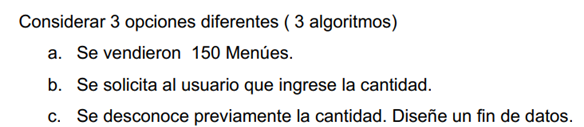 Considerar 3 opciones diferentes ( 3 algoritmos)
a. Se vendieron 150 Menúes.
b. Se solicita al usuario que ingrese la cantidad.
c. Se desconoce previamente la cantidad. Diseñe un fin de datos.